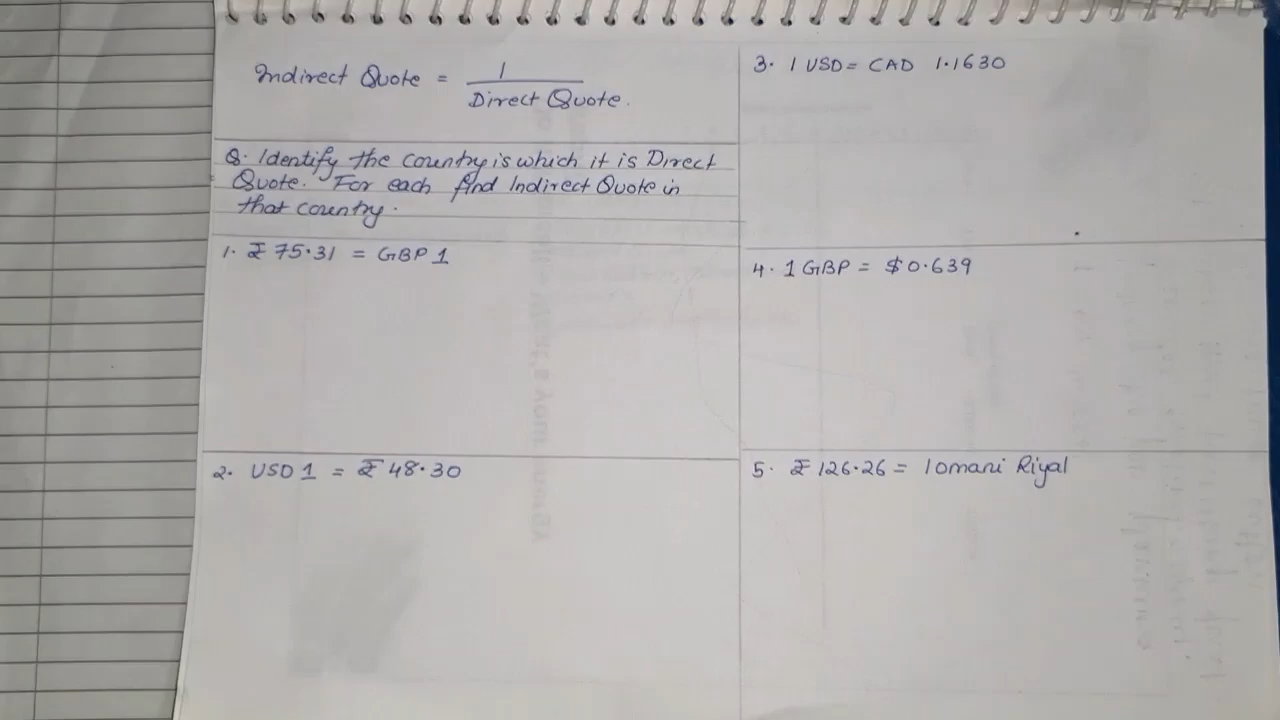 Indirect Quote = 1
Direct Quote.
Q. Identify the country is which it is Direct
Quote. For each find Indirect Quote in
that country.
1. ₹ 75.31 = GBP 1
2. USD 1 = ₹ 48.30
3. 1 USD = CAD 1.1630
4. 1 GBP = $ 0.639
5. ₹ 126.26 = 1 omani Riyal